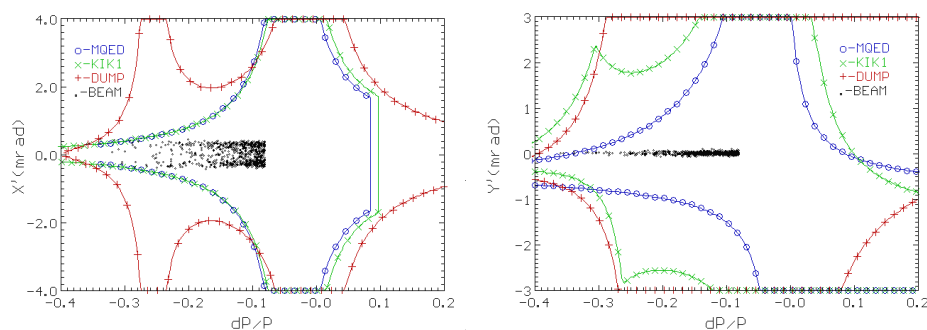 4.0
2.0
0.0
-2.0
-4.0
X'(mrad)
o-MQED
×-KIK1
+-DUMP
.-BEAM
-0.4 -0.3 -0.2 -0.1 -0.0 0.1 0.2
dP/P
3
2
1
0
-1
-2
-3
Y'(mrad)
o-MQED
×-KIK1
+-DUMP
.-BEAM
-0.4 -0.3 -0.2 -0.1 -0.0 0.1 0.2
dP/P